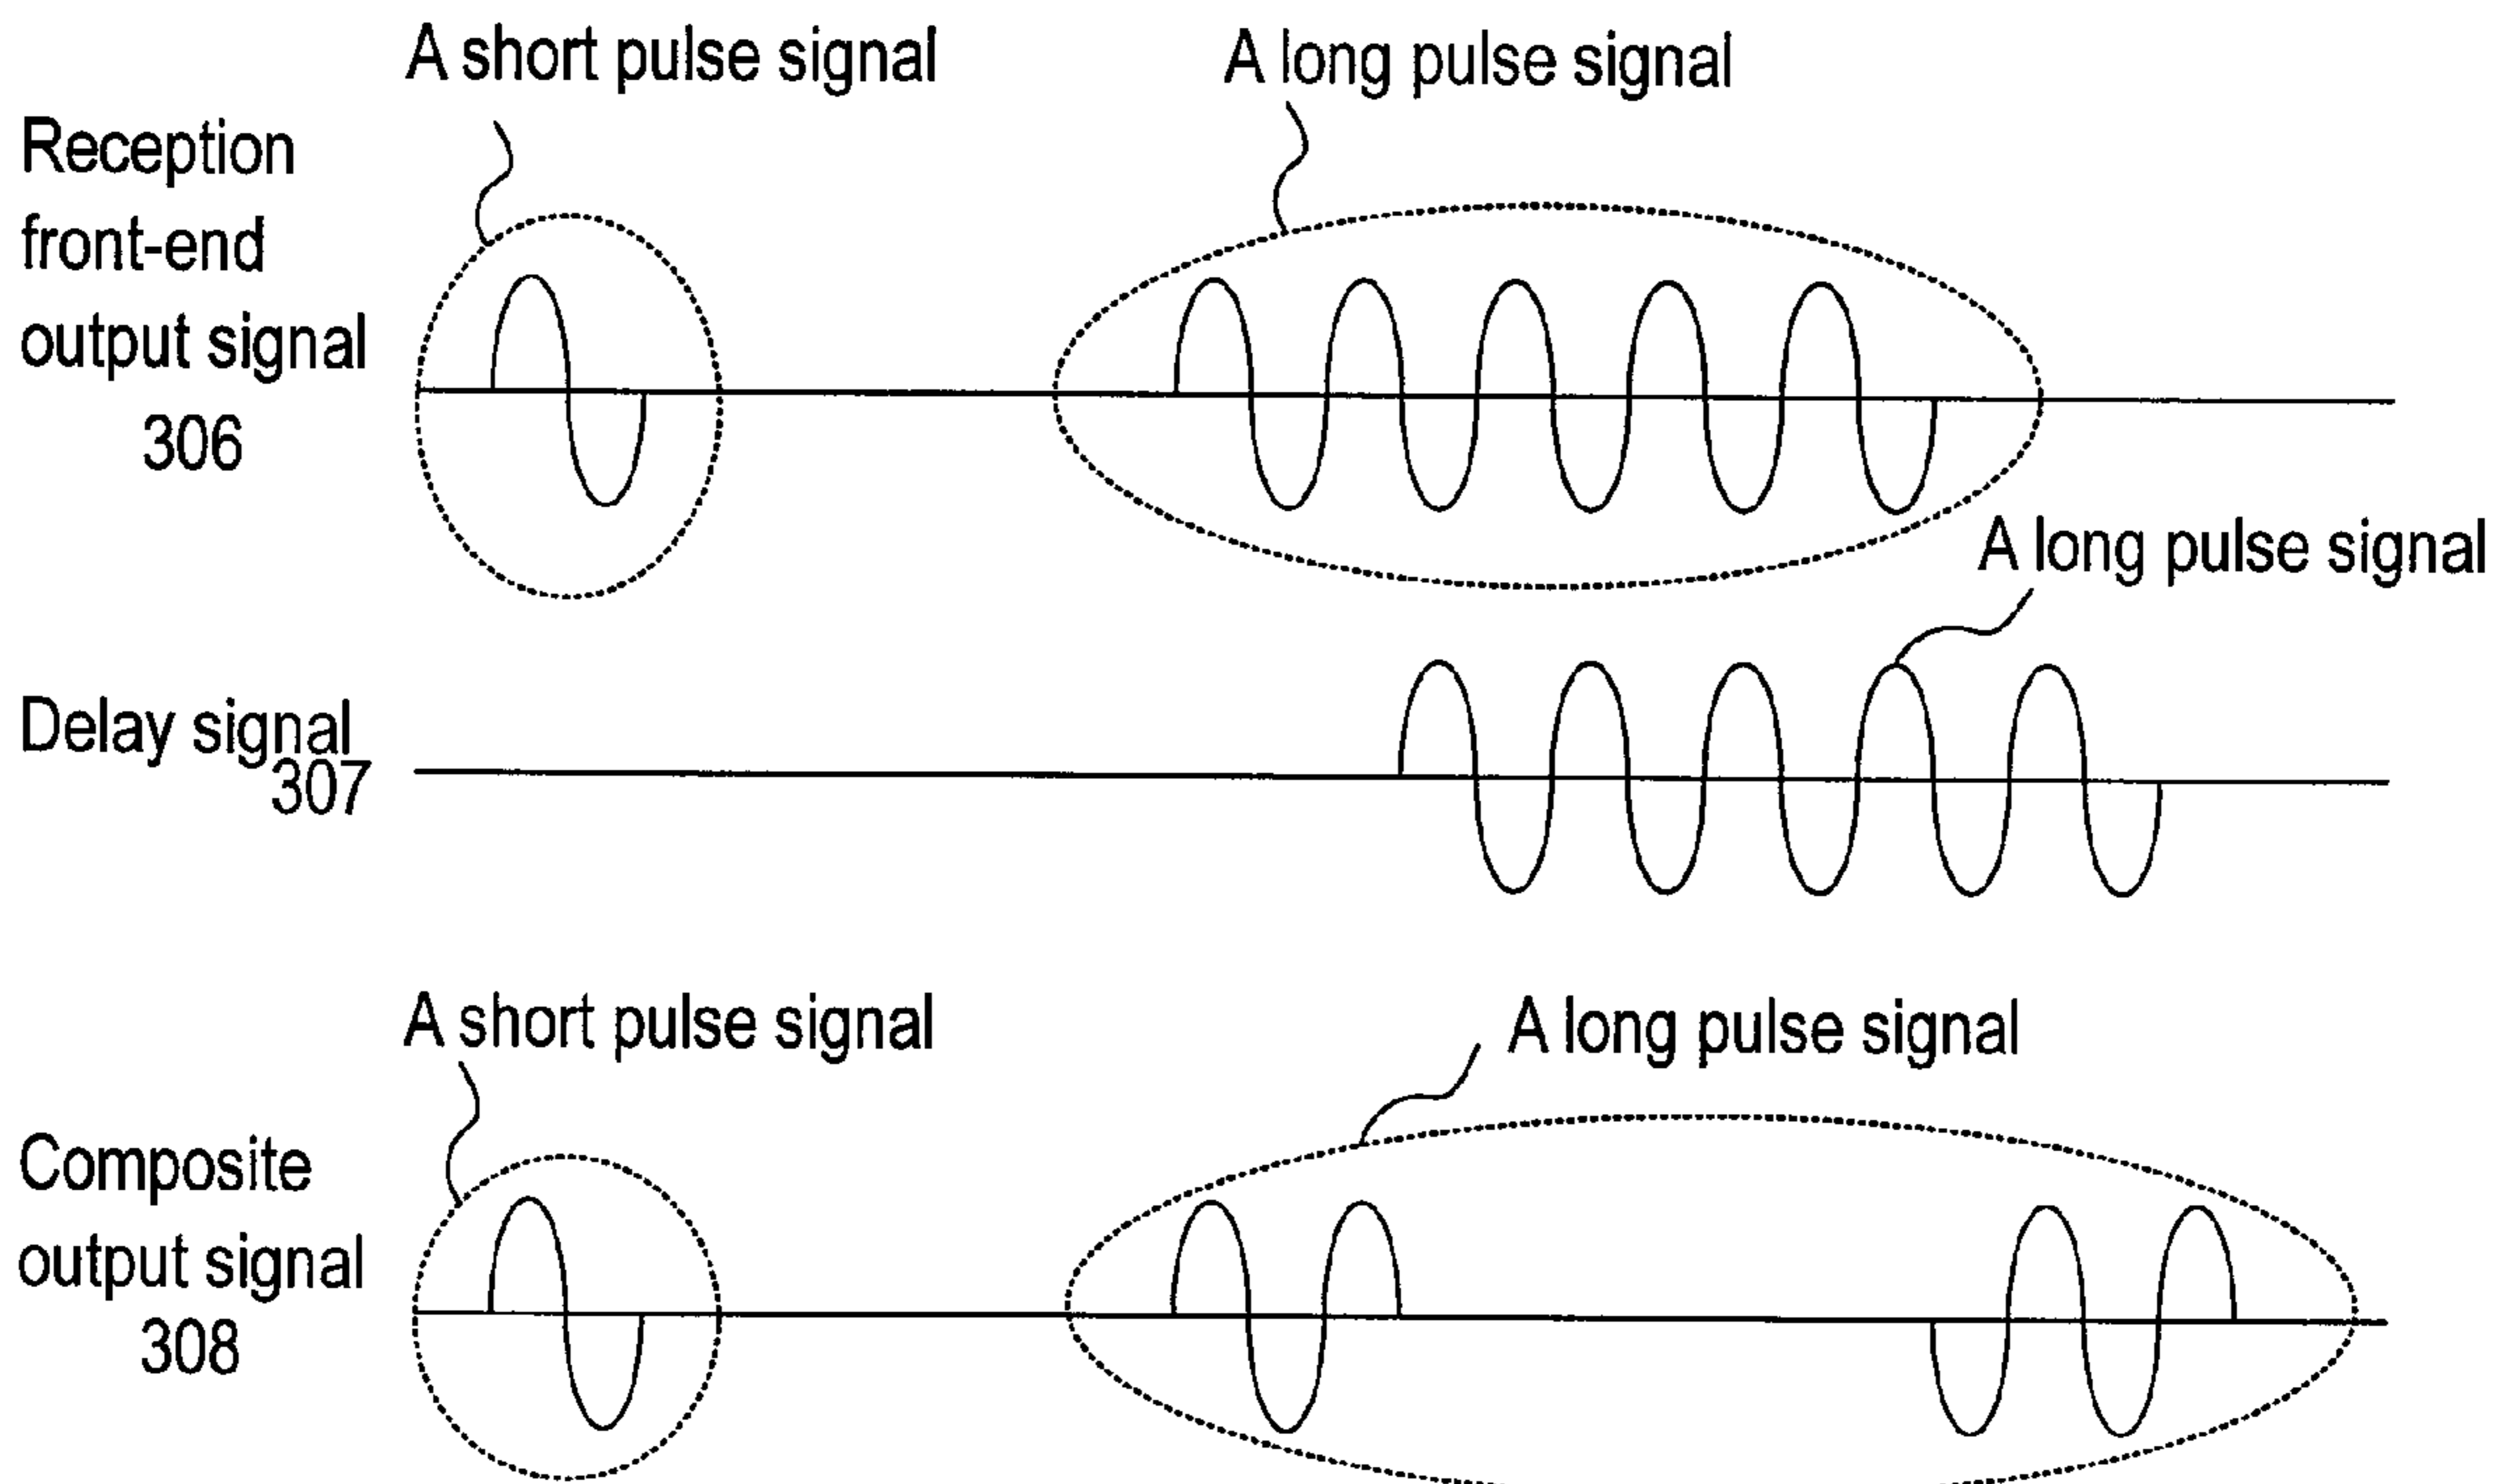 A short pulse signal
A long pulse signal
Reception
front-end
output signal
306
A long pulse signal
Delay signal
307
A short pulse signal
A long pulse signal
Composite
output signal
308